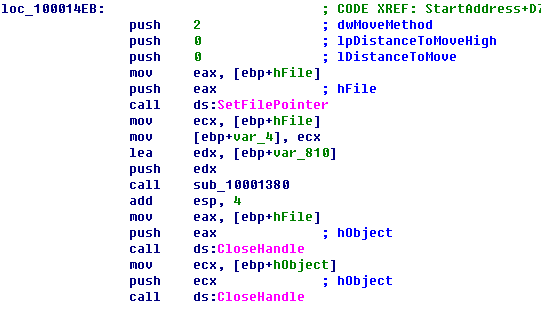 loc_100014EB: ; CODE XREF: StartAddress+D7
push 2 ; dwMoveMethod
push 0 ; lpDistanceToMoveHigh
push 0 ; lDistanceToMove
mov eax, [ebp+hFile]
push eax ; hFile
call ds:SetFilePointer
mov ecx, [ebp+hFile]
mov [ebp+var_4], ecx
lea edx, [ebp+var_810]
push edx
call sub_10001380
add esp, 4
mov eax, [ebp+hFile]
push eax ; hObject
call ds:CloseHandle
mov ecx, [ebp+hObject]
push ecx ; hObject
call ds:CloseHandle